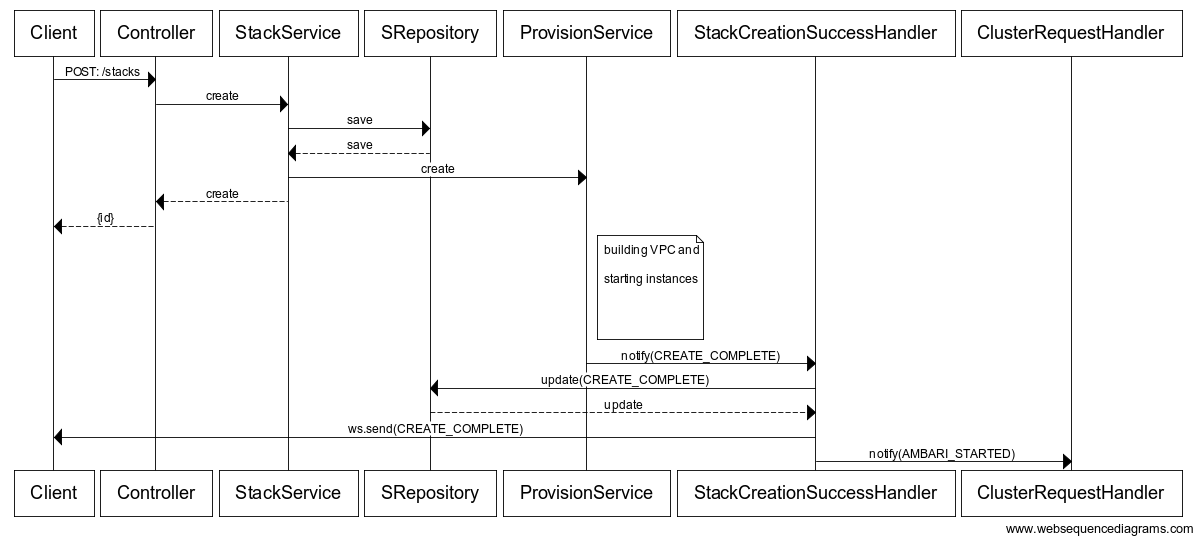 Client Controller StackService SRepository ProvisionService StackCreationSuccessHandler ClusterRequestHandler
POST: /stacks
create
save
save
create
create
{id}
building VPC and
starting instances
notify(CREATE_COMPLETE)
update(CREATE_COMPLETE)
update
ws.send(CREATE_COMPLETE)
notify(AMBARI_STARTED)
Client Controller StackService SRepository ProvisionService StackCreationSuccessHandler ClusterRequestHandler
www.websequencediagrams.com